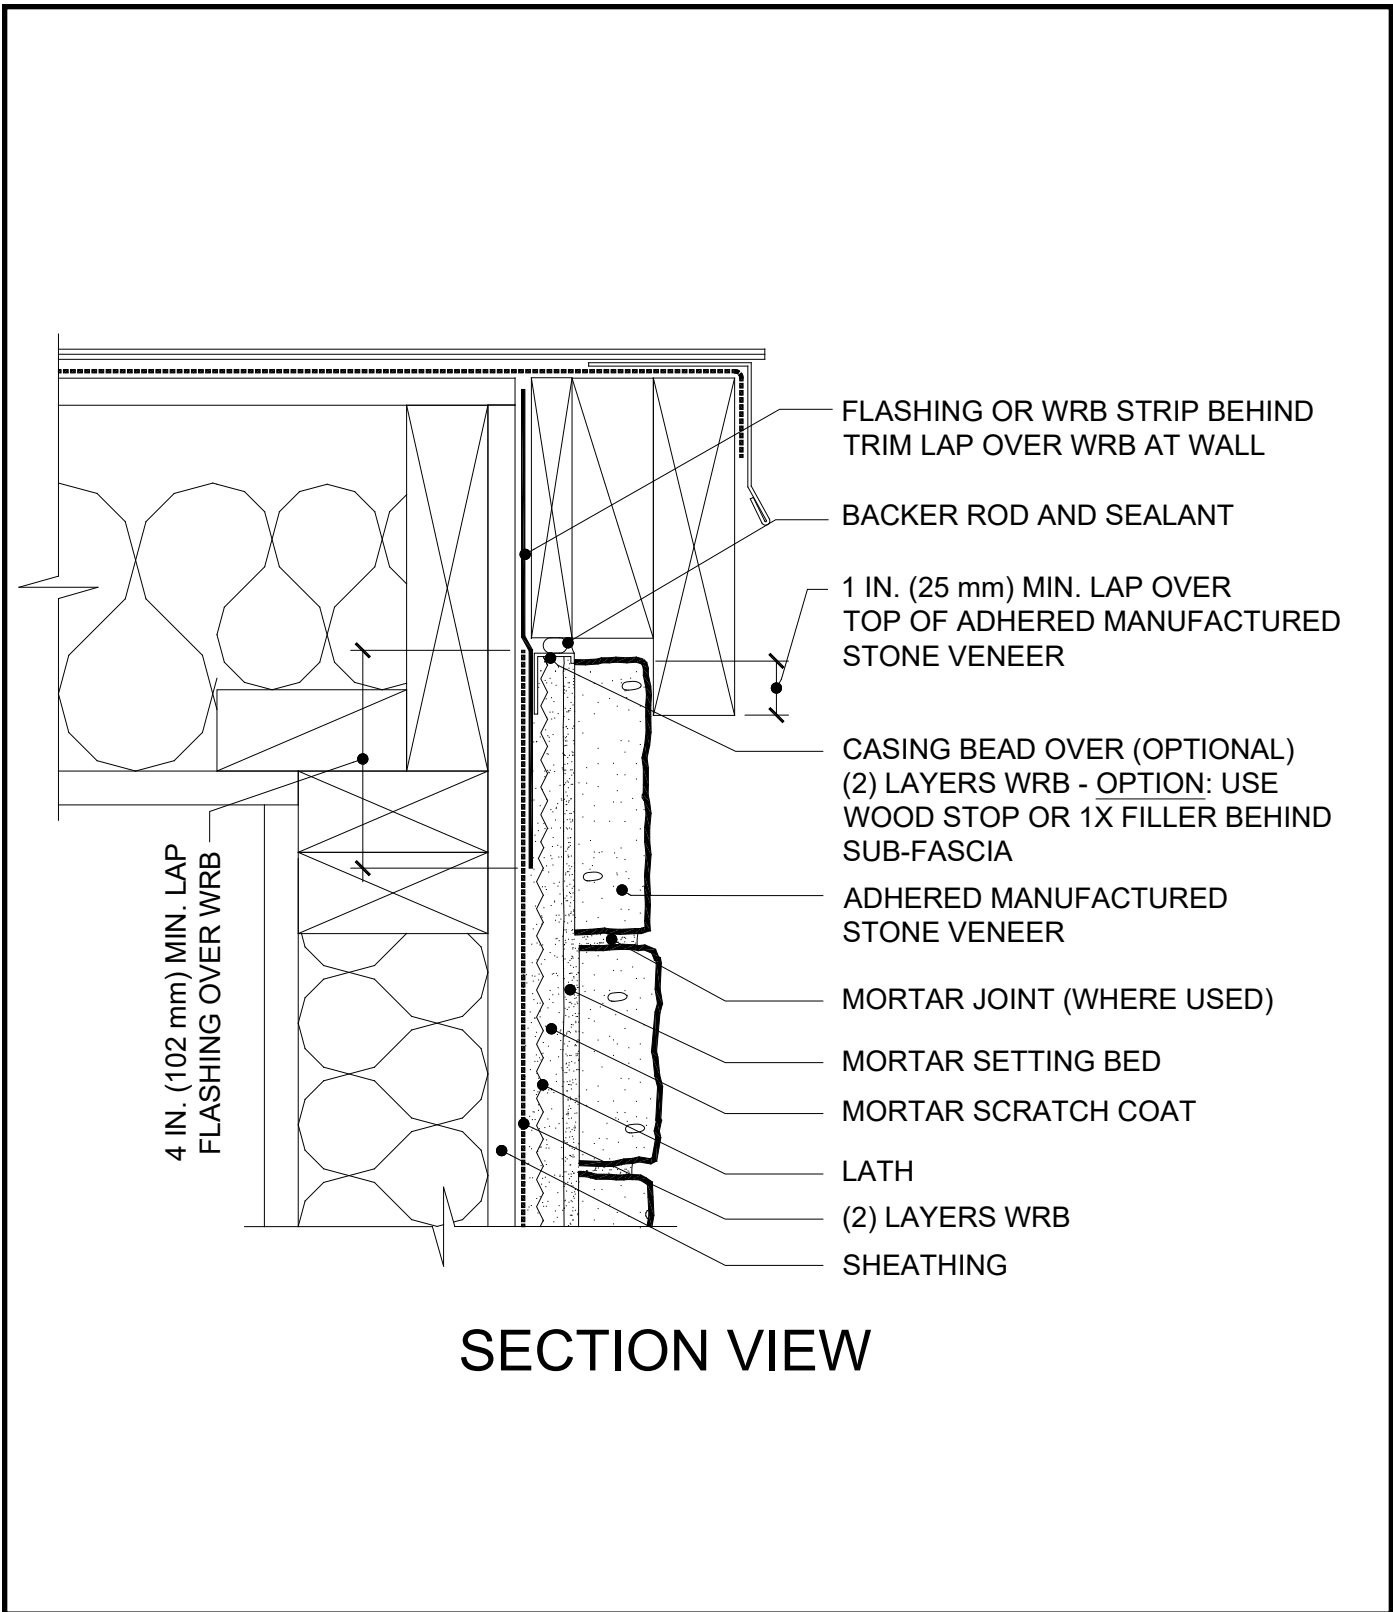 FLASHING OR WRB STRIP BEHIND
TRIM LAP OVER WRB AT WALL
BACKER ROD AND SEALANT
1 IN. (25 mm) MIN. LAP OVER
TOP OF ADHERED MANUFACTURED
STONE VENEER
CASING BEAD OVER (OPTIONAL)
(2) LAYERS WRB - OPTION: USE
WOOD STOP OR 1X FILLER BEHIND
SUB-FASCIA
ADHERED MANUFACTURED
STONE VENEER
MORTAR JOINT (WHERE USED)
MORTAR SETTING BED
MORTAR SCRATCH COAT
LATH
(2) LAYERS WRB
SHEATHING
4 IN. (102 mm) MIN. LAP
FLASHING OVER WRB
SECTION VIEW